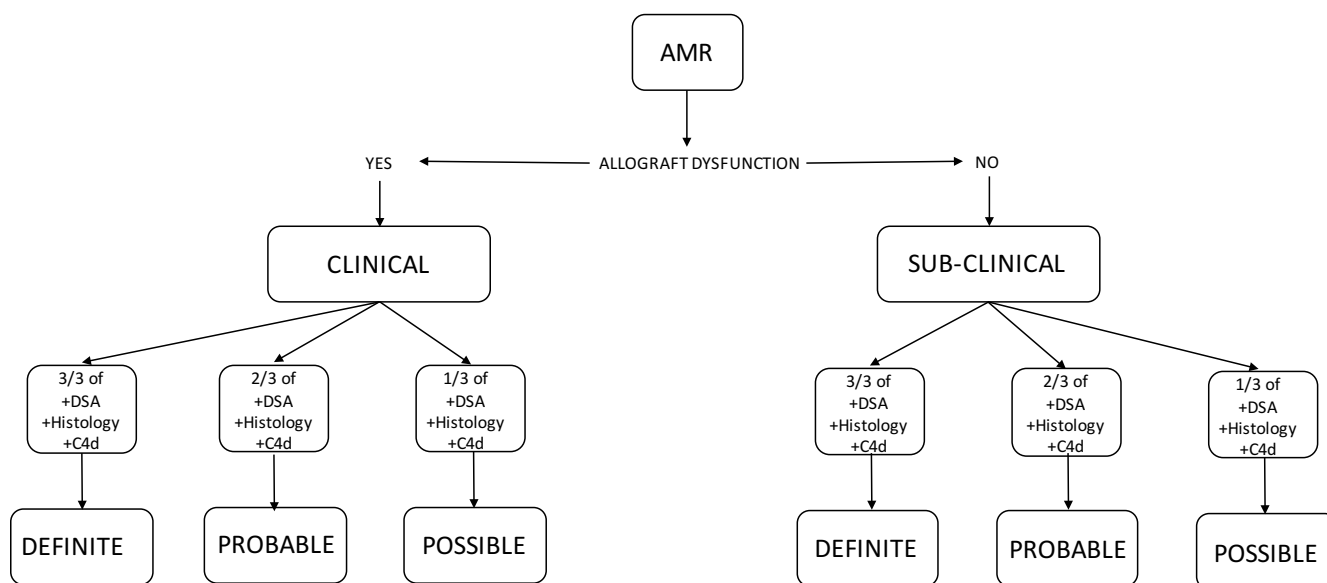 AMR
YES
ALLOGRAFT DYSFUNCTION
NO
CLINICAL
SUB-CLINICAL
3/3 of
+DSA
+Histology
+C4d
2/3 of
+DSA
+Histology
+C4d
1/3 of
+DSA
+Histology
+C4d
3/3 of
+DSA
+Histology
+C4d
2/3 of
+DSA
+Histology
+C4d
1/3 of
+DSA
+Histology
+C4d
DEFINITE
PROBABLE
POSSIBLE
DEFINITE
PROBABLE
POSSIBLE